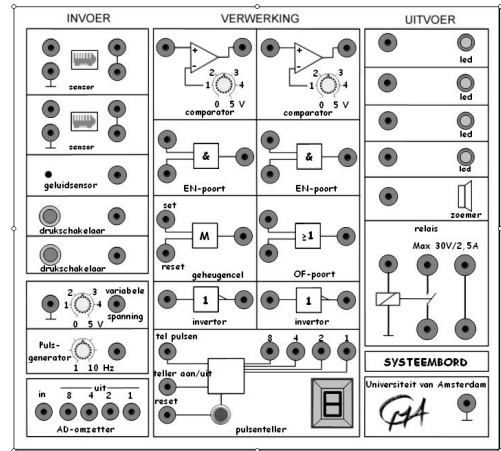 INVOER
VERWERKING
UITVOER
sensor
sensor
geluidsensor
drukschakelaar
drukschakelaar
variabele
spanning
2 3
1 4
0 5 V
Puls-
generator
1 10 Hz
uit
in 8 4 2 1
AD-omzetter
+
-
2 3
1 4
0 5 V
comparator
+
-
2 3
1 4
0 5 V
comparator
&
EN-poort
&
EN-poort
set
M
reset
geheugencel
≥1
OF-poort
1
invertor
1
invertor
tel pulsen
8 4 2 1
teller aan/uit
reset
8
pulsenteller
led
led
led
led
zoemer
relais
Max 30V/2,5A
SYSTEEMBORD
Universiteit van Amsterdam
CMA